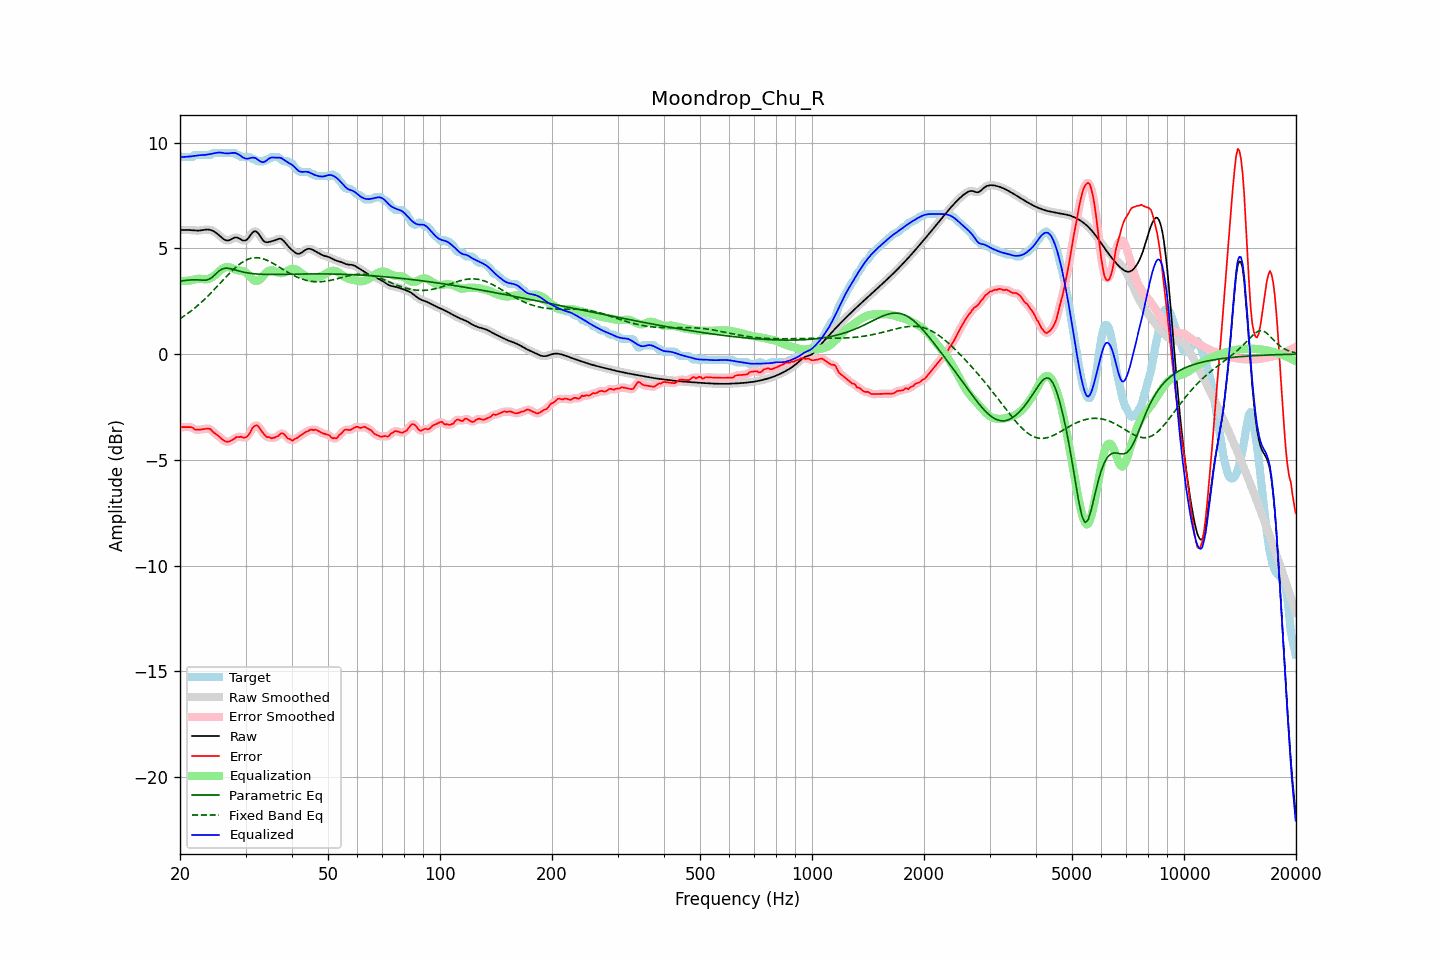 Moondrop_Chu_R
10
5
0
−5
−10
−15
−20
Amplitude (dBr)
Target
Raw Smoothed
Error Smoothed
Raw
Error
Equalization
Parametric Eq
Fixed Band Eq
Equalized
20 50 100 200 500 1000 2000 5000 10000 20000
Frequency (Hz)